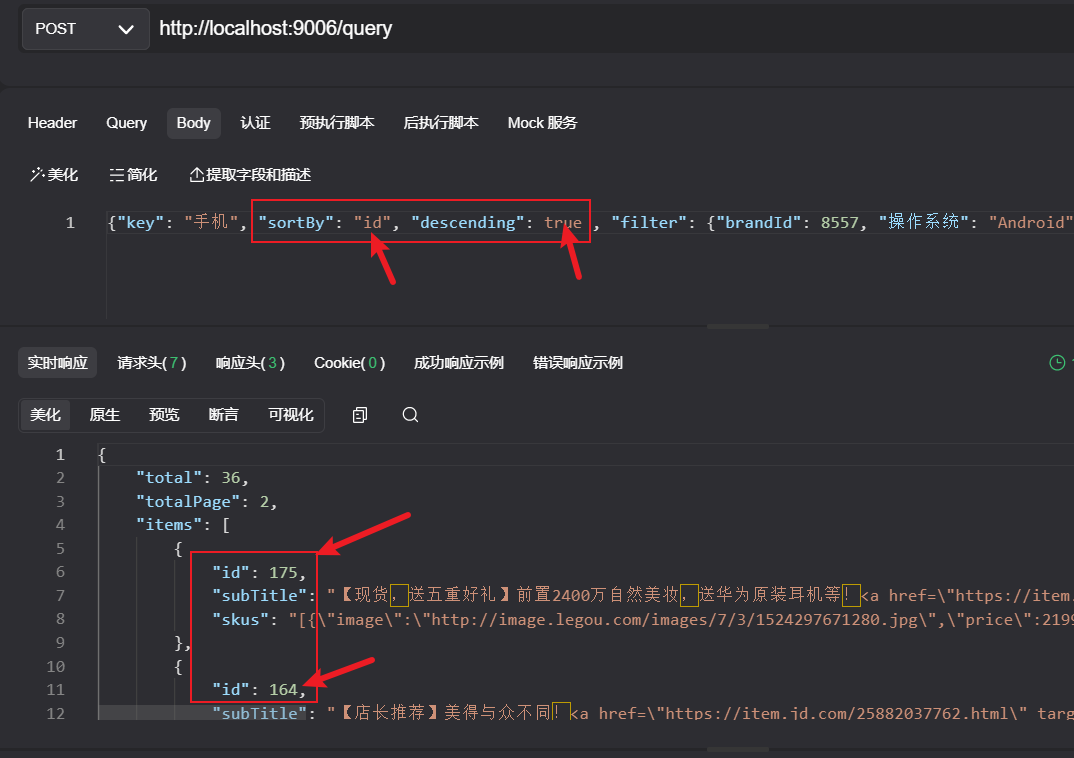 POST http://localhost:9006/query
Header Query Body 认证 预执行脚本 后执行脚本 Mock 服务
美化 简化 提取字段和描述
1 {"key": "手机", "sortBy": "id", "descending": true , "filter": {"brandId": 8557, "操作系统": "Android"
实时响应 请求头(7) 响应头(3) Cookie(0) 成功响应示例 错误响应示例
美化 原生 预览 断言 可视化
1 {
2 "total": 36,
3 "totalPage": 2,
4 "items": [
5 {
6 "id": 175,
7 "subTitle": "【现货，送五重好礼】前置2400万自然美妆，送华为原装耳机等！<a href=\"https://item.
8 "skus": "[{\"image\":\"http://image.legou.com/images/7/3/1524297671280.jpg\",\"price\":2199
9 },
10 {
11 "id": 164,
12 "subTitle": "【店长推荐】美得与众不同！<a href=\"https://item.jd.com/25882037762.html\" targ